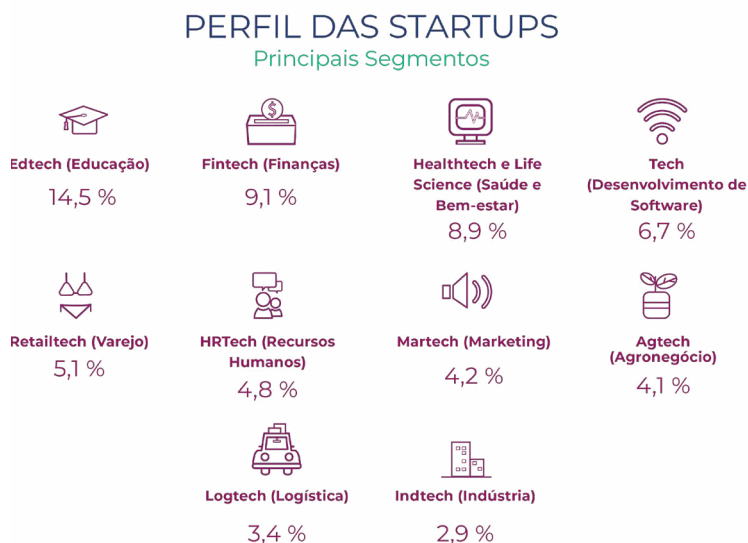 PERFIL DAS STARTUPS
Principais Segmentos
Edtech (Educação)
14,5 %
Fintech (Finanças)
9,1 %
Healthtech e Life
Science (Saúde e
Bem-estar)
8,9 %
Tech
(Desenvolvimento de
Software)
6,7 %
Retailtech (Varejo)
5,1 %
HRTech (Recursos
Humanos)
4,8 %
Martech (Marketing)
4,2 %
Agtech
(Agronegócio)
4,1 %
Logtech (Logística)
3,4 %
Indtech (Indústria)
2,9 %